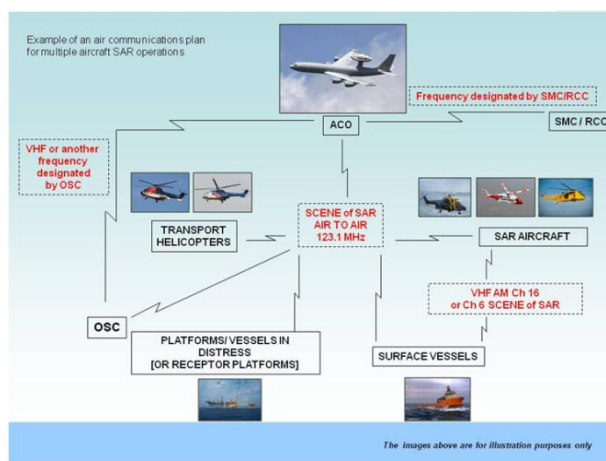 Example of an air communications plan
for multiple aircraft SAR operations
Frequency designated by SMC/RCC
ACO
SMC / RCC
VHF or another
frequency
designated
by OSC
TRANSPORT
HELICOPTERS
SCENE of SAR
AIR TO AIR
123.1 MHz
SAR AIRCRAFT
VHF AM Ch 16
or Ch 6 SCENE of SAR
OSC
PLATFORMS/ VESSELS IN
DISTRESS
[OR RECEPTOR PLATFORMS]
SURFACE VESSELS
The images above are for illustration purposes only